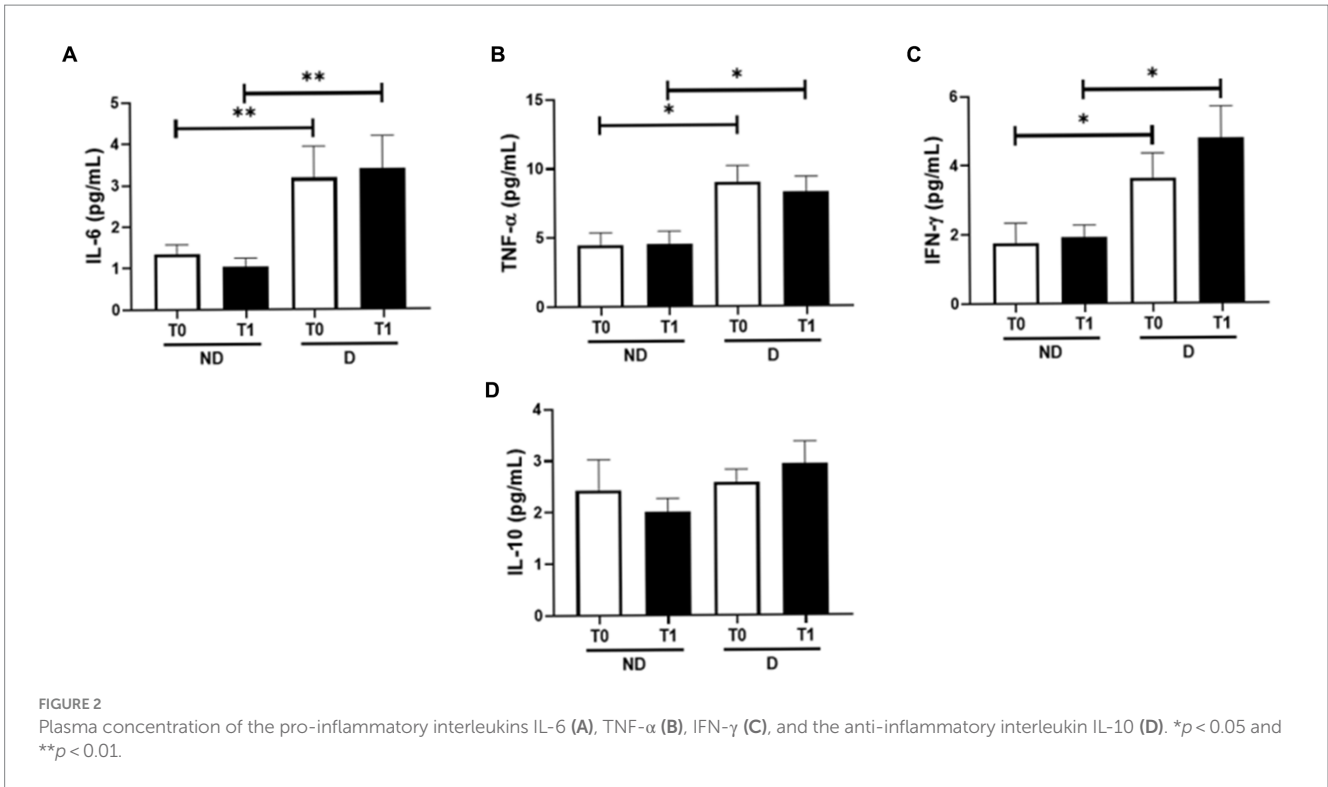 A
**
**
5
4
3
2
1
0
IL-6 (pg/mL)
T0 T1 T0 T1
ND D
B
*
*
15
10
5
0
TNF-α (pg/mL)
T0 T1 T0 T1
ND D
C
*
*
6
4
2
0
IFN-γ (pg/mL)
T0 T1 T0 T1
ND D
D
4
3
2
1
0
IL-10 (pg/mL)
T0 T1 T0 T1
ND D
FIGURE 2
Plasma concentration of the pro-inflammatory interleukins IL-6 (A), TNF-α (B), IFN-γ (C), and the anti-inflammatory interleukin IL-10 (D). *p < 0.05 and
**p < 0.01.